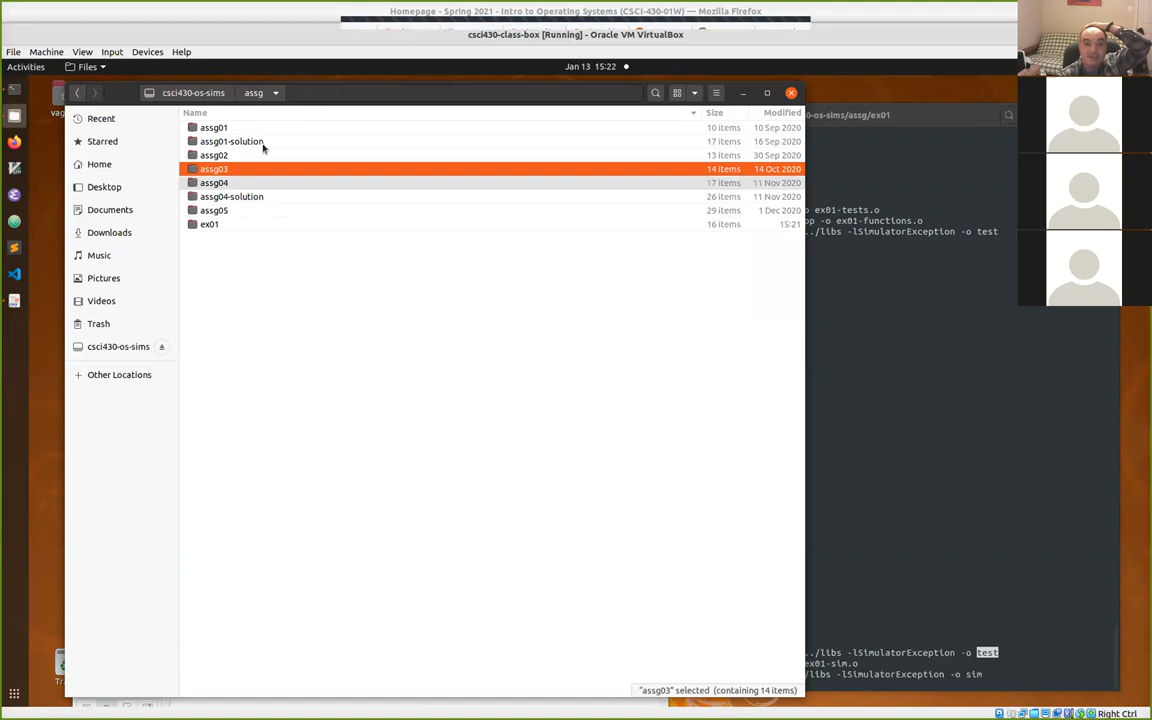 Homepage - Spring 2021 - Intro to Operating Systems (CSCI-430-01W) — Mozilla Firefox
csci430-class-box [Running] - Oracle VM VirtualBox
File Machine View Input Devices Help
Activities Files Jan 13 15:22
csci430-os-sims assg
-os-sims/assg/ex01
Name Size Modified
Recent
Starred
Home
Desktop
Documents
Downloads
Music
Pictures
Videos
Trash
csci430-os-sims
Other Locations
assg01 10 items 10 Sep 2020
assg01-solution 17 items 16 Sep 2020
assg02 13 items 30 Sep 2020
assg03 14 items 14 Oct 2020
assg04 17 items 11 Nov 2020
assg04-solution 26 items 11 Nov 2020
assg05 29 items 1 Dec 2020
ex01 16 items 15:21
ex01-tests.o
op -o ex01-functions.o
../libs -lSimulatorException -o test
../libs -lSimulatorException -o test
ex01-sim.o
/libs -lSimulatorException -o sim
"assg03" selected (containing 14 items)
Right Ctrl